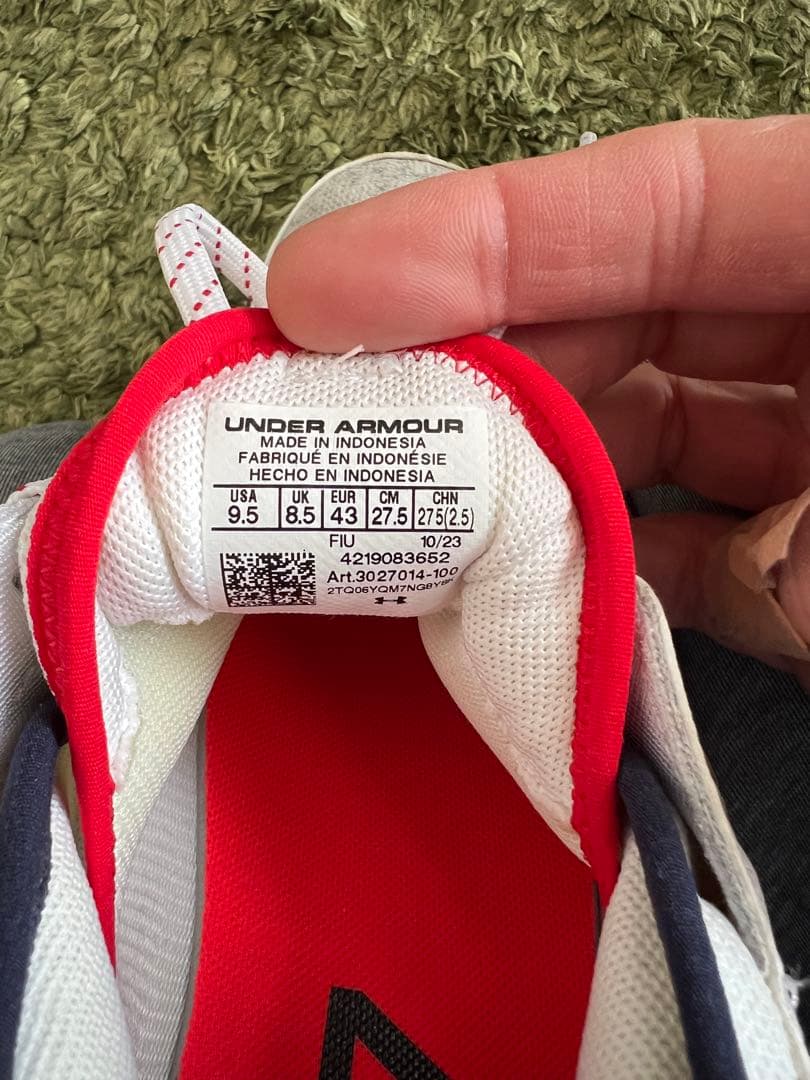 UNDER ARMOUR
MADE IN INDONESIA
FABRIQUÉ EN INDONÉSIE
HECHO EN INDONESIA
USA UK EUR CM CHN
9.5 8.5 43 27.5 275(2.5)
FIU 10/23
4219083652
Art.3027014-100